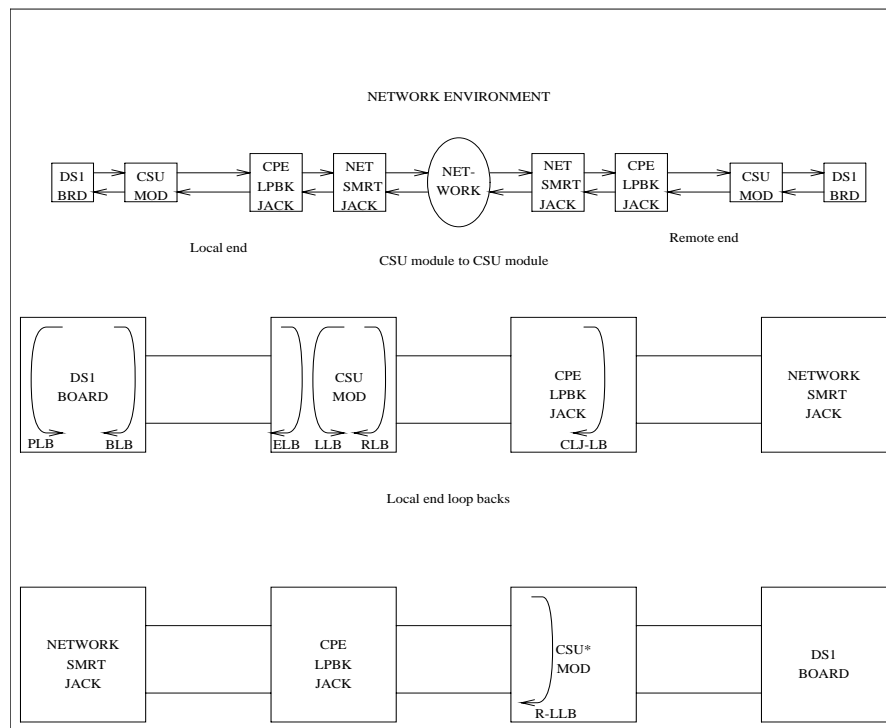 NETWORK ENVIRONMENT
DS1
BRD
CSU
MOD
CPE
LPBK
JACK
NET
SMRT
JACK
NET-
WORK
NET
SMRT
JACK
CPE
LPBK
JACK
CSU
MOD
DS1
BRD
Local end
Remote end
CSU module to CSU module
DS1
BOARD
PLB
BLB
CSU
MOD
ELB
LLB
RLB
CPE
LPBK
JACK
CLJ-LB
NETWORK
SMRT
JACK
Local end loop backs
NETWORK
SMRT
JACK
CPE
LPBK
JACK
CSU*
MOD
R-LLB
DS1
BOARD